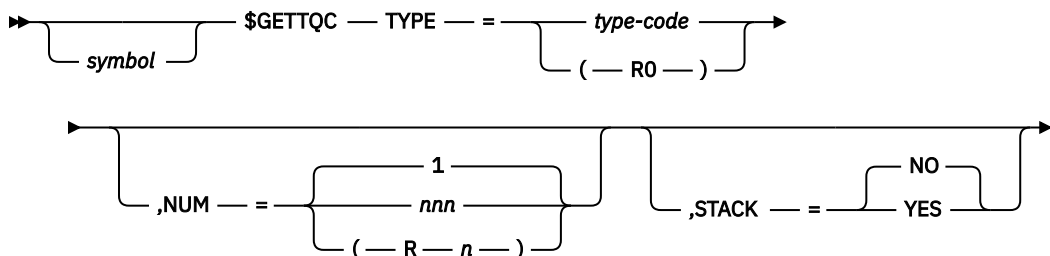 $GETTQC TYPE = type-code
symbol
( R0 )
1
,NUM = nnn
( R n )
NO
,STACK = YES